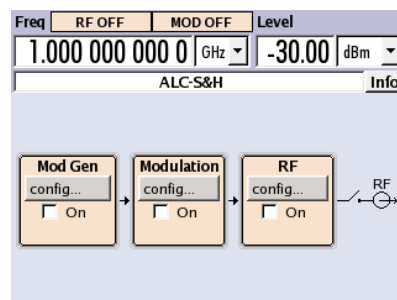 Freq RF OFF MOD OFF Level
1.000 000 000 0 GHz -30.00 dBm
ALC-S&H Info
Mod Gen Modulation RF
config... config... config... RF
On On On